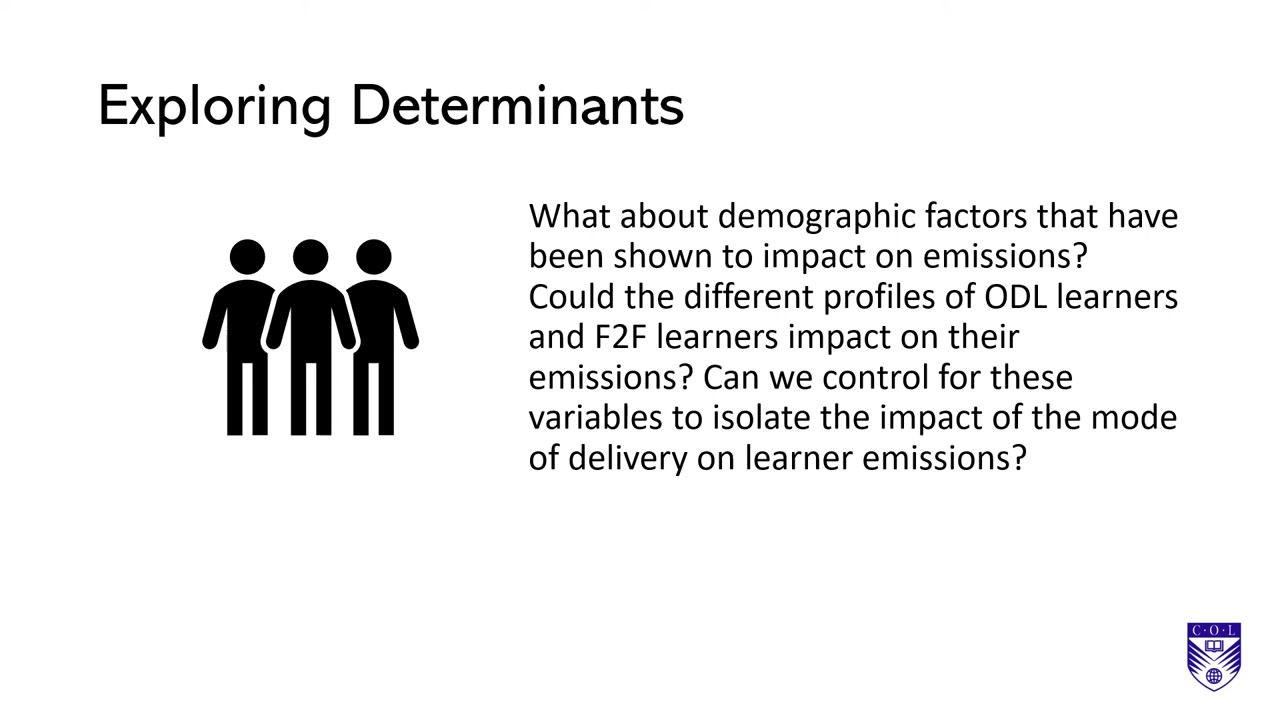 Exploring Determinants
What about demographic factors that have
been shown to impact on emissions?
Could the different profiles of ODL learners
and F2F learners impact on their
emissions? Can we control for these
variables to isolate the impact of the mode
of delivery on learner emissions?
C·O·L